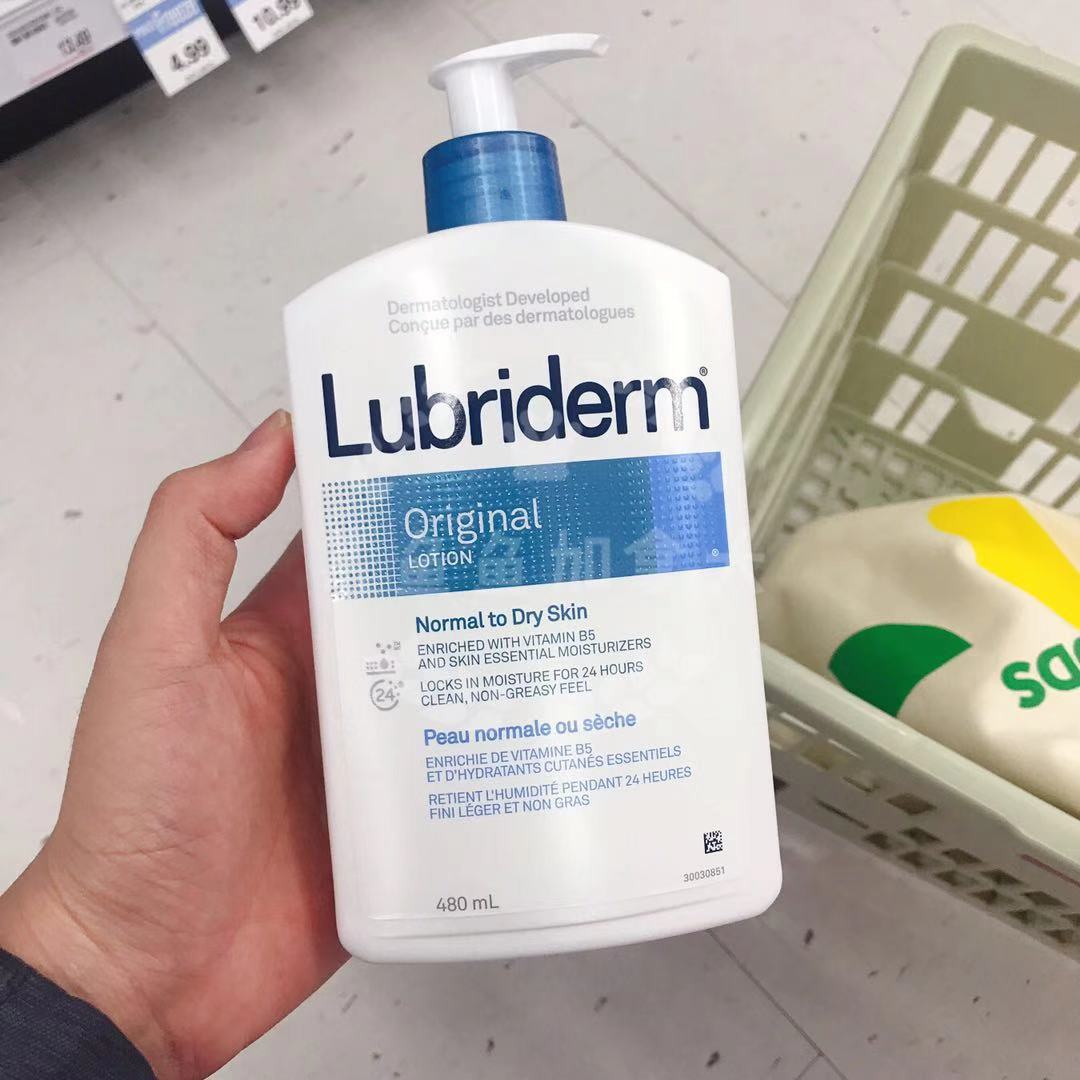 4.99
10.99
Dermatologist Developed
Conçue par des dermatologues
Lubriderm®
Original
LOTION
®
Normal to Dry Skin
ENRICHED WITH VITAMIN B5
AND SKIN ESSENTIAL MOISTURIZERS
24
LOCKS IN MOISTURE FOR 24 HOURS
CLEAN, NON-GREASY FEEL
Peau normale ou sèche
ENRICHIE DE VITAMINE B5
ET D'HYDRATANTS CUTANÉS ESSENTIELS
RETIENT L'HUMIDITÉ PENDANT 24 HEURES
FINI LÉGER ET NON GRAS
30030851
480 mL